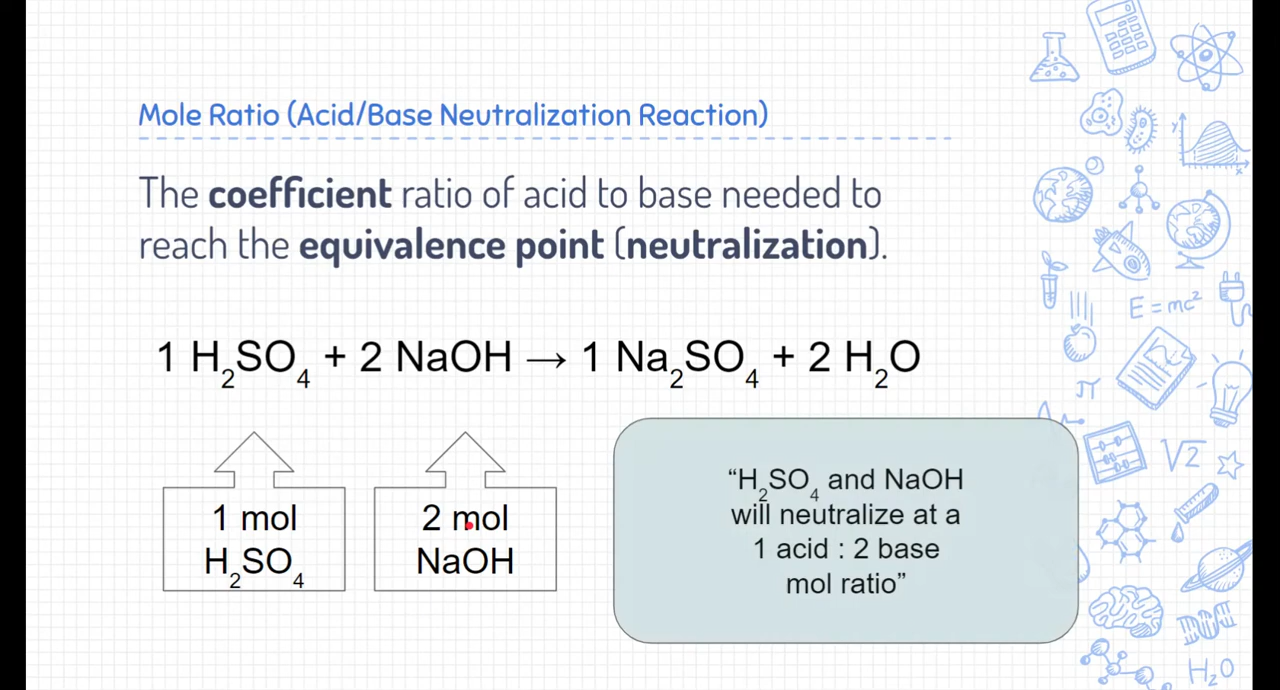 Mole Ratio (Acid/Base Neutralization Reaction)
The coefficient ratio of acid to base needed to
reach the equivalence point (neutralization).
1 H₂SO₄ + 2 NaOH → 1 Na₂SO₄ + 2 H₂O
1 mol
H₂SO₄
2 mol
NaOH
“H₂SO₄ and NaOH
will neutralize at a
1 acid : 2 base
mol ratio”
y
x
E=mc²
π
√2
H₂O